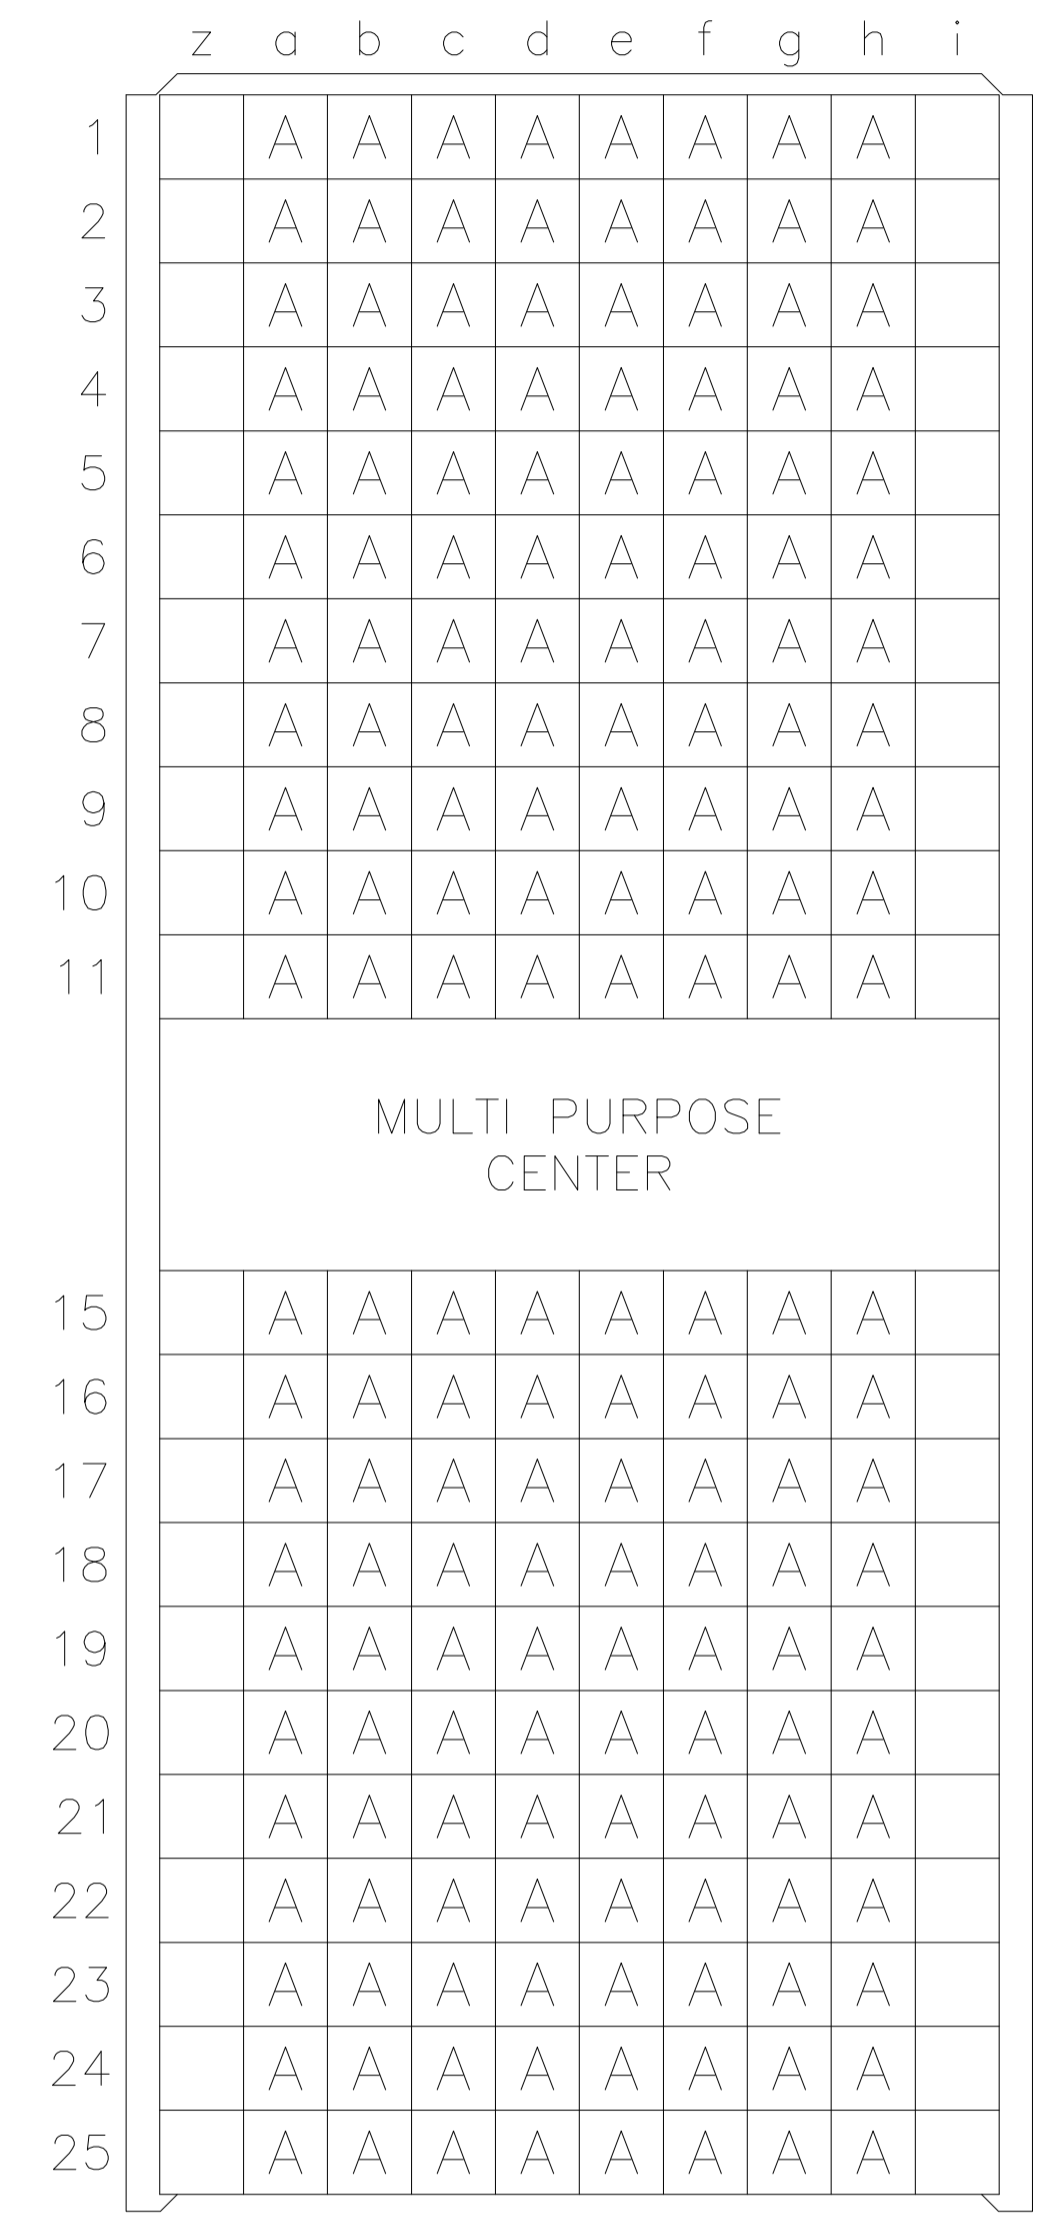 z a b c d e f g h i
1 A A A A A A A A
2 A A A A A A A A
3 A A A A A A A A
4 A A A A A A A A
5 A A A A A A A A
6 A A A A A A A A
7 A A A A A A A A
8 A A A A A A A A
9 A A A A A A A A
10 A A A A A A A A
11 A A A A A A A A
MULTI PURPOSE
CENTER
15 A A A A A A A A
16 A A A A A A A A
17 A A A A A A A A
18 A A A A A A A A
19 A A A A A A A A
20 A A A A A A A A
21 A A A A A A A A
22 A A A A A A A A
23 A A A A A A A A
24 A A A A A A A A
25 A A A A A A A A